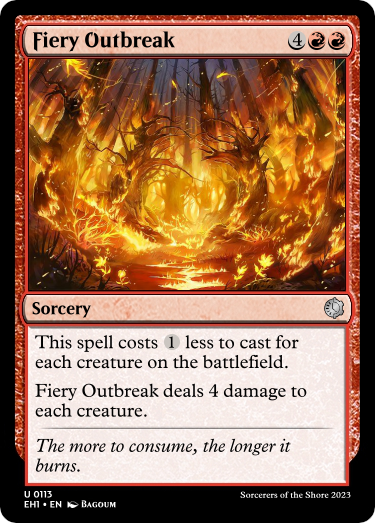 Fiery Outbreak 4
Sorcery
This spell costs 1 less to cast for
each creature on the battlefield.
Fiery Outbreak deals 4 damage to
each creature.
The more to consume, the longer it
burns.
U 0113
EH1 • EN Bagoum
Sorcerers of the Shore 2023